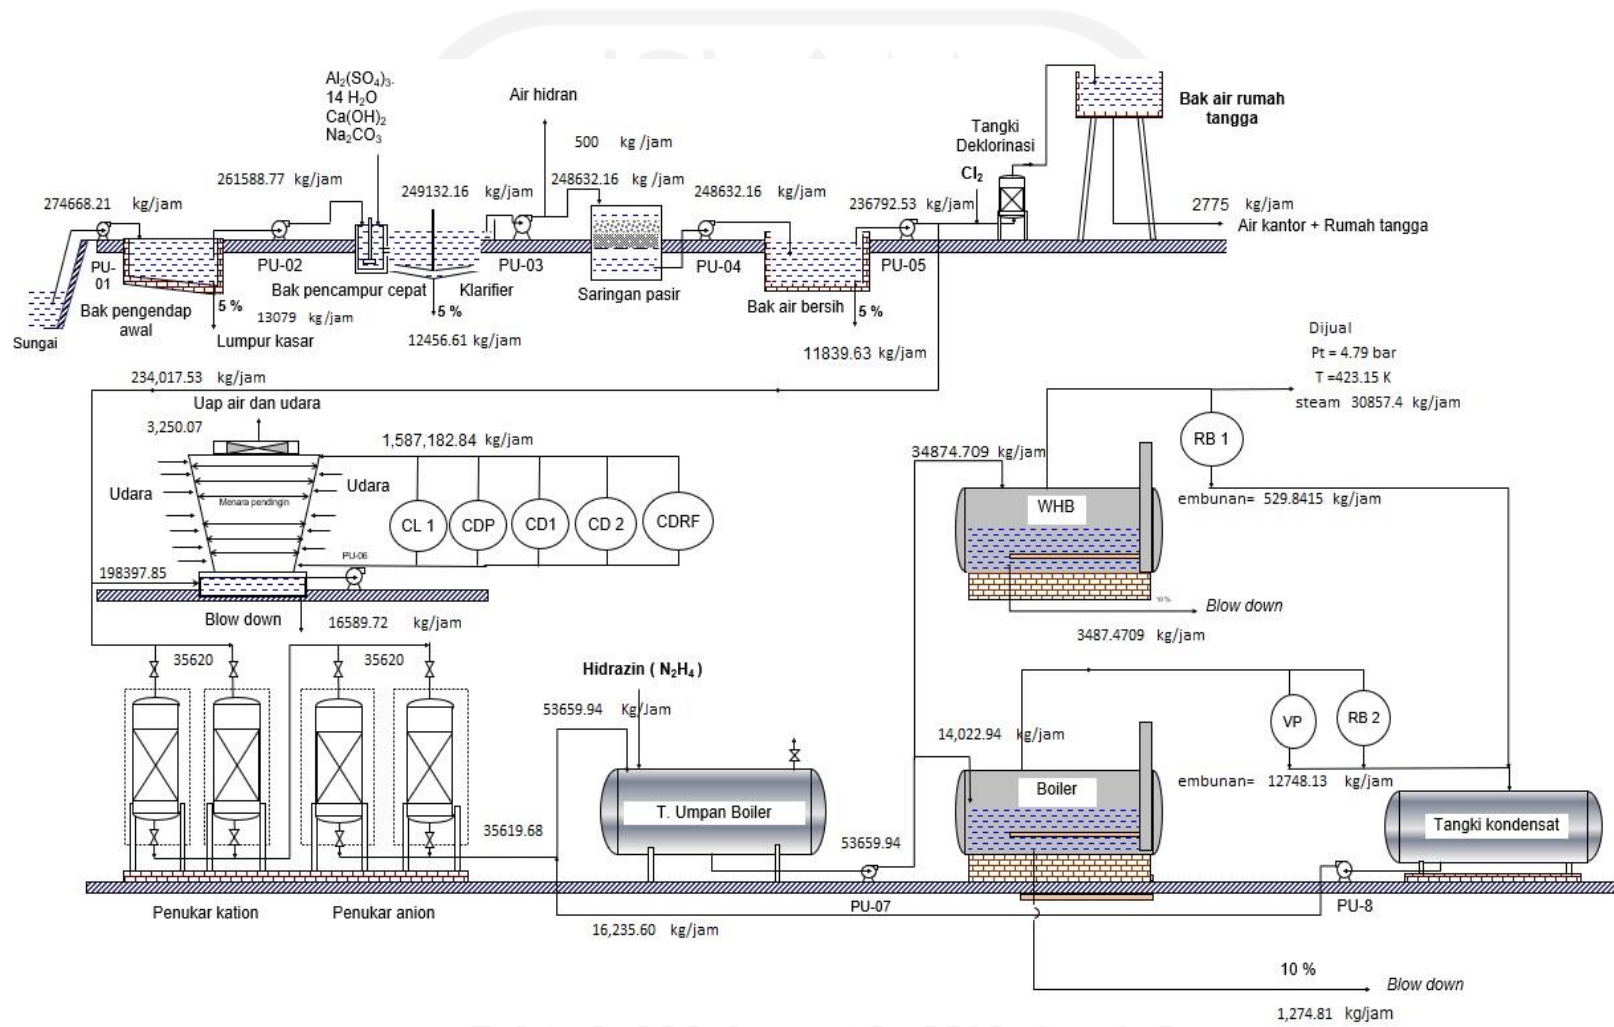 Al₂(SO₄)₃.
14 H₂O
Ca(OH)₂
Na₂CO₃
Air hidran
500 kg /jam
Tangki
Deklorinasi
Cl₂
Bak air rumah
tangga
274668.21 kg/jam
261588.77 kg/jam
249132.16 kg/jam
248632.16 kg /jam
248632.16 kg/jam
236792.53 kg/jam
2775 kg/jam
Air kantor + Rumah tangga
PU-
01
PU-02
PU-03
PU-04
PU-05
Sungai
Bak pengendap
awal
5 %
13079 kg/jam
Lumpur kasar
Bak pencampur cepat
Klarifier
5 %
12456.61 kg/jam
Saringan pasir
Bak air bersih
5 %
11839.63 kg/jam
Dijual
Pt = 4.79 bar
T =423.15 K
steam 30857.4 kg/jam
234,017.53 kg/jam
Uap air dan udara
3,250.07
1,587,182.84 kg/jam
Udara
Udara
Menara pendingin
CL 1
CDP
CD1
CD 2
CDRF
PU-06
198397.85
Blow down
16589.72 kg/jam
34874.709 kg/jam
RB 1
WHB
embunan= 529.8415 kg/jam
10 %
Blow down
3487.4709 kg/jam
35620
35620
Hidrazin ( N₂H₄ )
53659.94 Kg/Jam
14,022.94 kg/jam
VP
RB 2
Boiler
embunan= 12748.13 kg/jam
T. Umpan Boiler
Tangki kondensat
35619.68
53659.94
Penukar kation
Penukar anion
PU-07
PU-8
16,235.60 kg/jam
10 %
Blow down
1,274.81 kg/jam